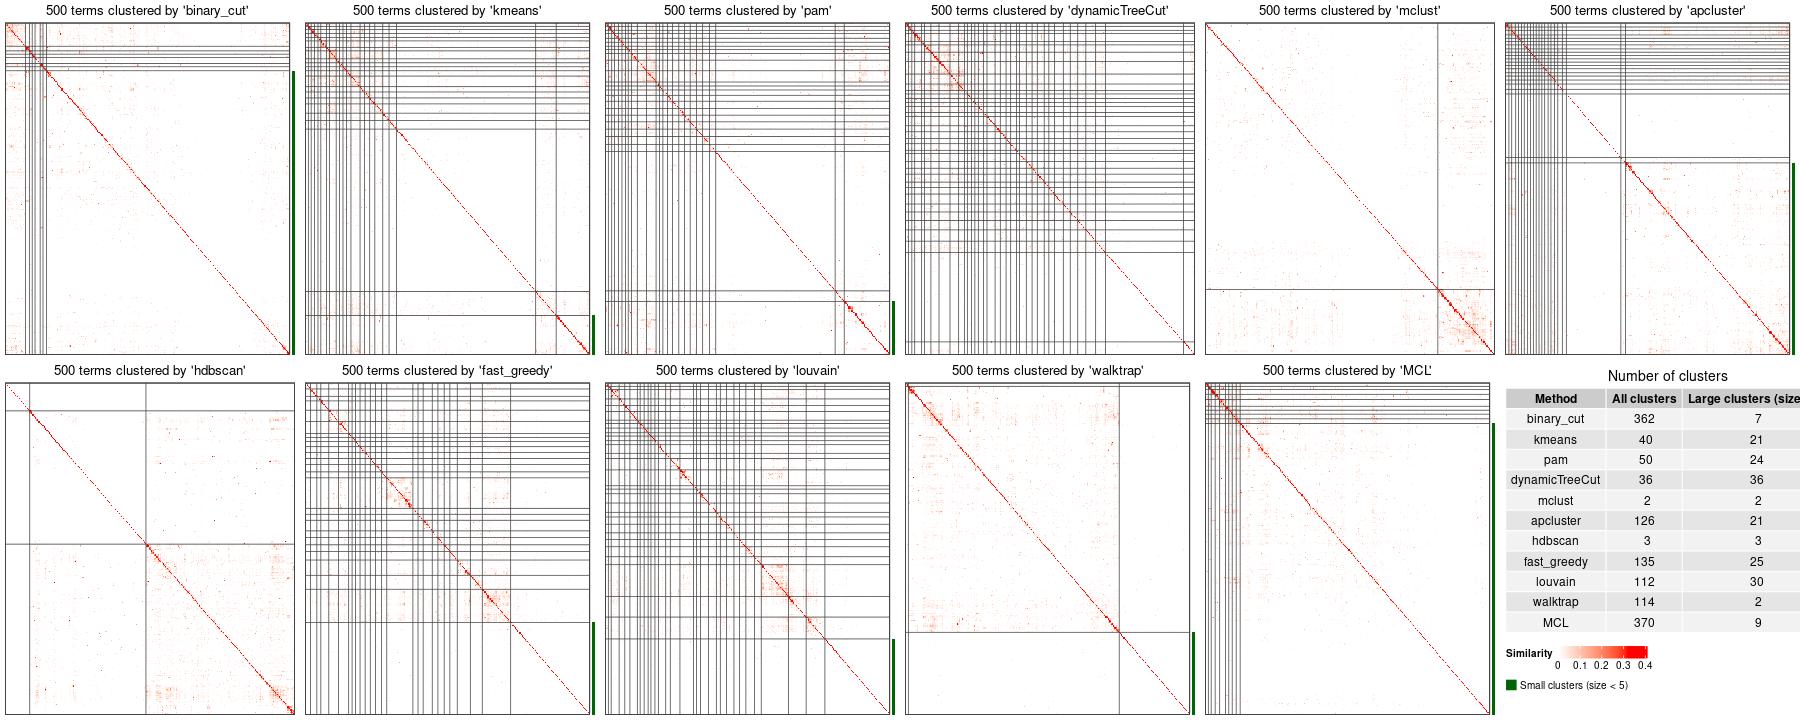 500 terms clustered by 'binary_cut'
500 terms clustered by 'kmeans'
500 terms clustered by 'pam'
500 terms clustered by 'dynamicTreeCut'
500 terms clustered by 'mclust'
500 terms clustered by 'apcluster'
500 terms clustered by 'hdbscan'
500 terms clustered by 'fast_greedy'
500 terms clustered by 'louvain'
500 terms clustered by 'walktrap'
500 terms clustered by 'MCL'
Number of clusters
Method All clusters Large clusters (size
binary_cut 362 7
kmeans 40 21
pam 50 24
dynamicTreeCut 36 36
mclust 2 2
apcluster 126 21
hdbscan 3 3
fast_greedy 135 25
louvain 112 30
walktrap 114 2
MCL 370 9
Similarity
0 0.1 0.2 0.3 0.4
Small clusters (size < 5)